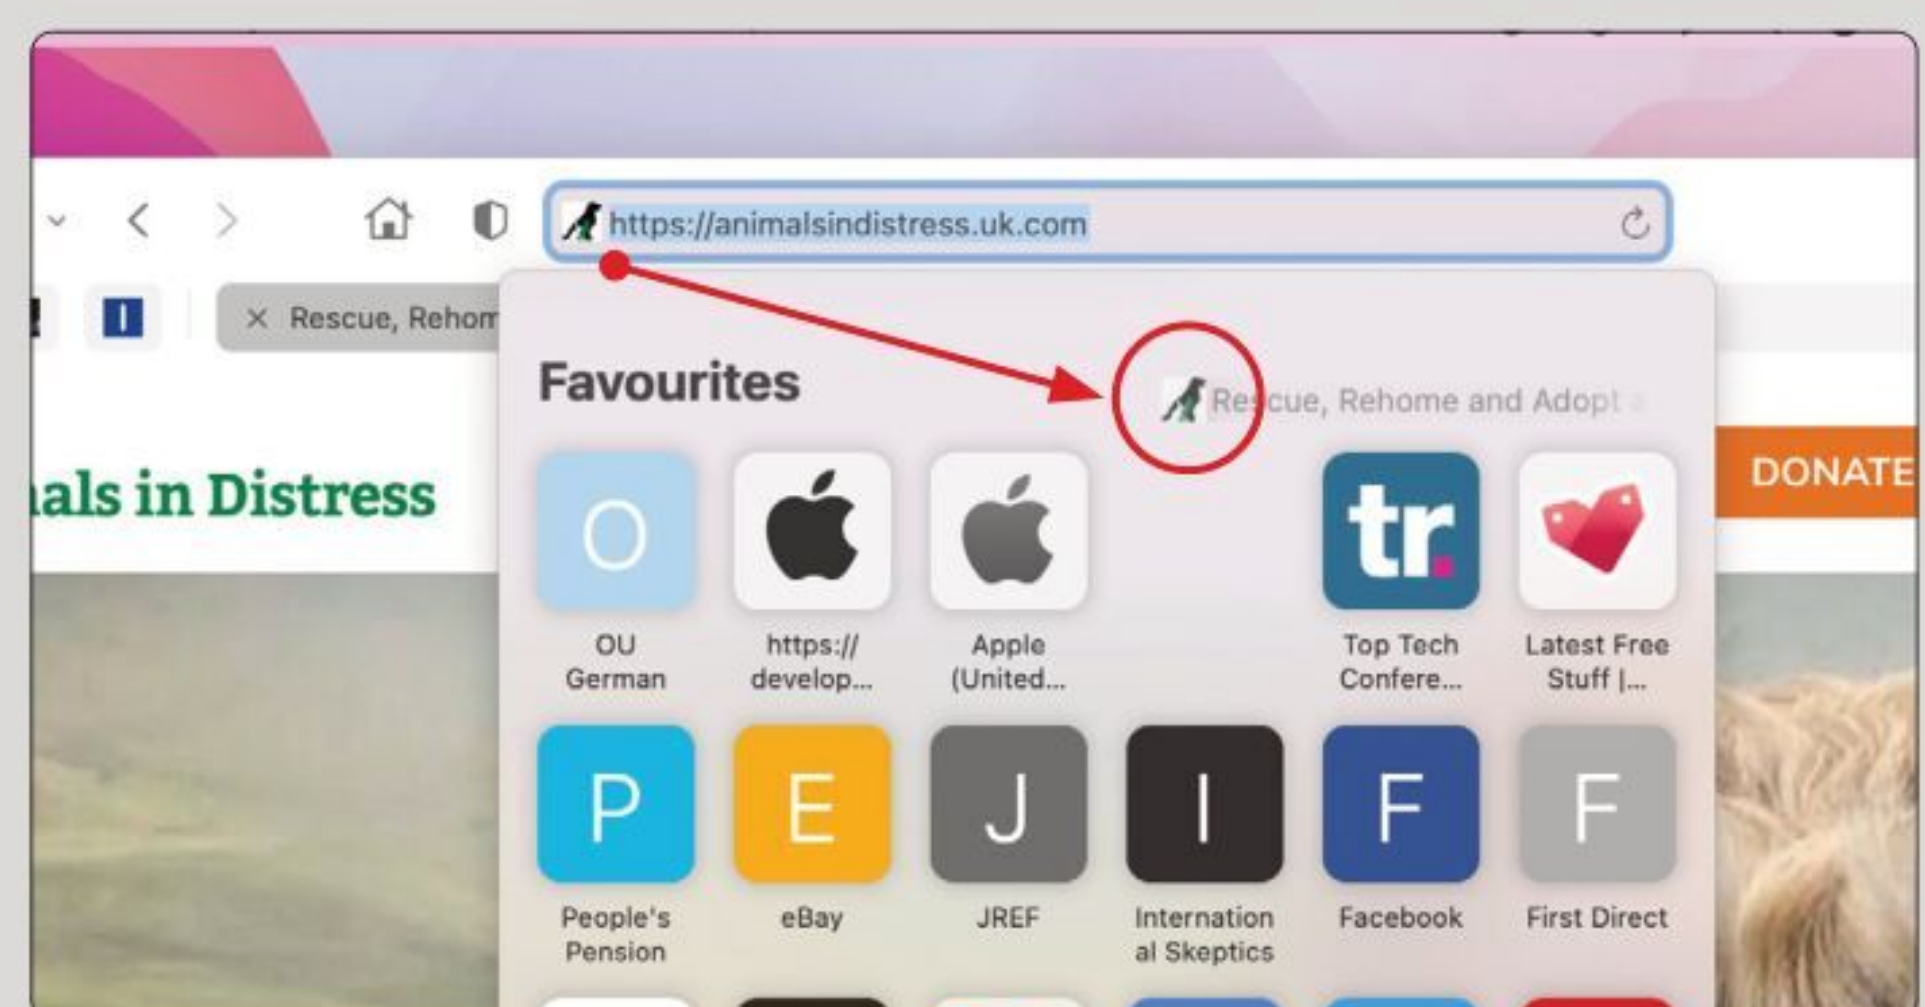 https://animalsindistress.uk.com
Rescue, Rehom
Favourites
Rescue, Rehome and Adopt a
als in Distress
DONATE
O
tr.
OU
German
https://
develop...
Apple
(United...
Top Tech
Confere...
Latest Free
Stuff |...
P
E
J
I
F
F
People's
Pension
eBay
JREF
Internation
al Skeptics
Facebook
First Direct